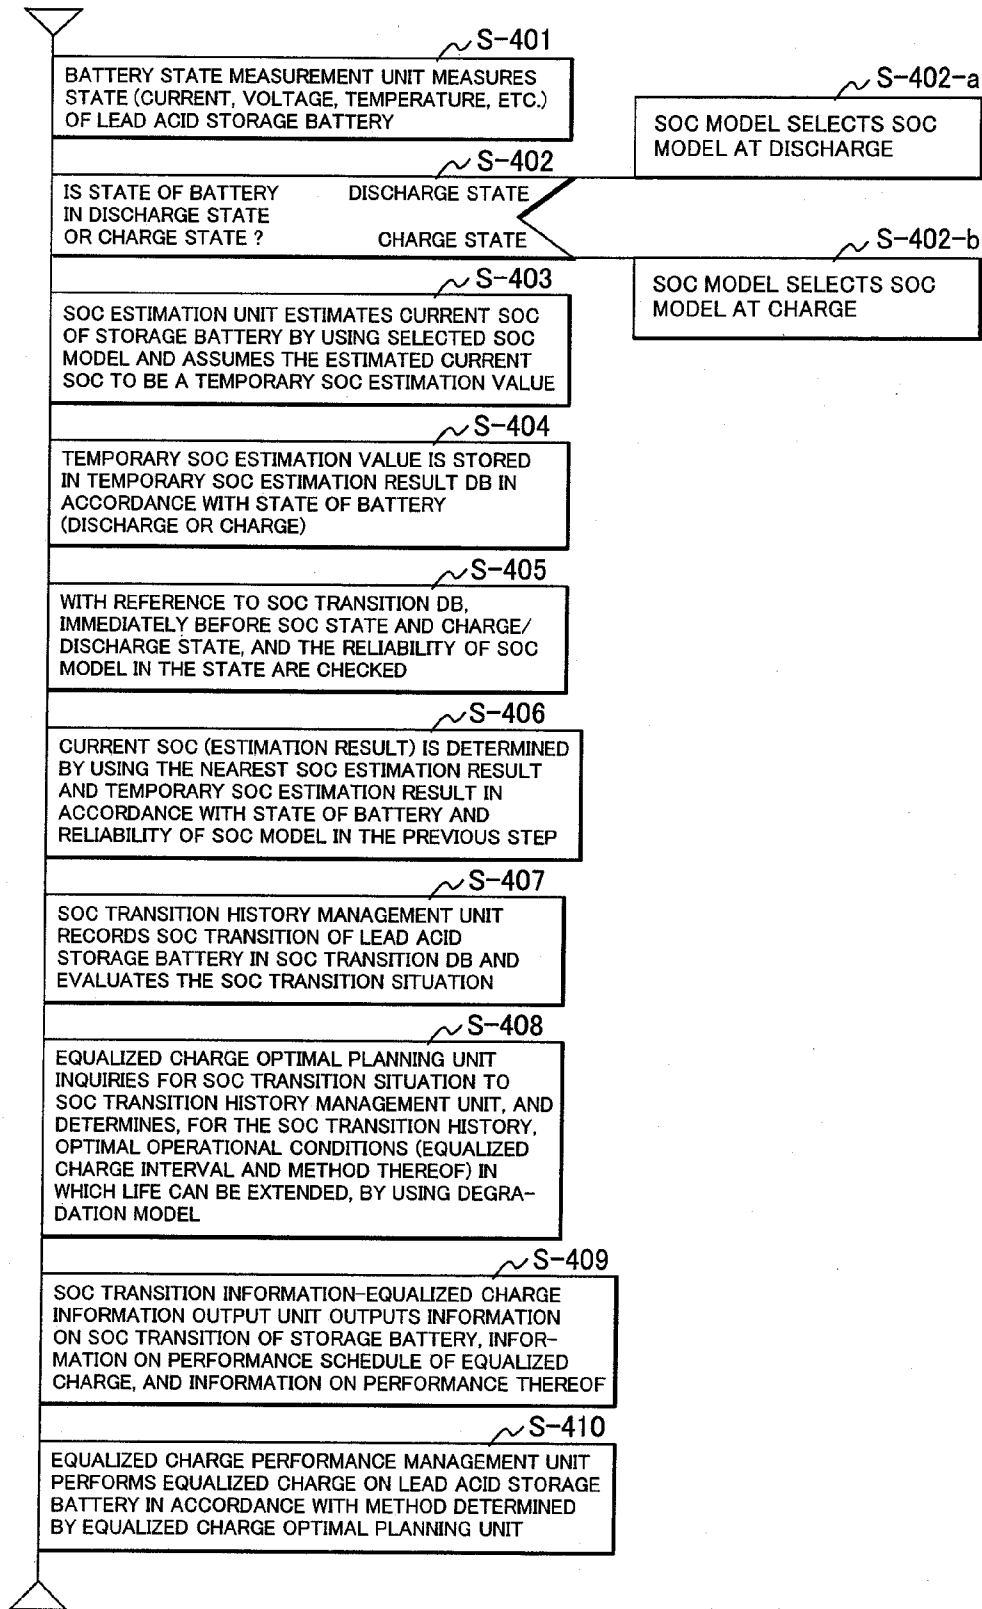 S-401
BATTERY STATE MEASUREMENT UNIT MEASURES
STATE (CURRENT, VOLTAGE, TEMPERATURE, ETC.)
OF LEAD ACID STORAGE BATTERY
S-402
IS STATE OF BATTERY
IN DISCHARGE STATE
OR CHARGE STATE ?
DISCHARGE STATE
CHARGE STATE
S-402-a
SOC MODEL SELECTS SOC
MODEL AT DISCHARGE
S-402-b
SOC MODEL SELECTS SOC
MODEL AT CHARGE
S-403
SOC ESTIMATION UNIT ESTIMATES CURRENT SOC
OF STORAGE BATTERY BY USING SELECTED SOC
MODEL AND ASSUMES THE ESTIMATED CURRENT
SOC TO BE A TEMPORARY SOC ESTIMATION VALUE
S-404
TEMPORARY SOC ESTIMATION VALUE IS STORED
IN TEMPORARY SOC ESTIMATION RESULT DB IN
ACCORDANCE WITH STATE OF BATTERY
(DISCHARGE OR CHARGE)
S-405
WITH REFERENCE TO SOC TRANSITION DB,
IMMEDIATELY BEFORE SOC STATE AND CHARGE/
DISCHARGE STATE, AND THE RELIABILITY OF SOC
MODEL IN THE STATE ARE CHECKED
S-406
CURRENT SOC (ESTIMATION RESULT) IS DETERMINED
BY USING THE NEAREST SOC ESTIMATION RESULT
AND TEMPORARY SOC ESTIMATION RESULT IN
ACCORDANCE WITH STATE OF BATTERY AND
RELIABILITY OF SOC MODEL IN THE PREVIOUS STEP
S-407
SOC TRANSITION HISTORY MANAGEMENT UNIT
RECORDS SOC TRANSITION OF LEAD ACID
STORAGE BATTERY IN SOC TRANSITION DB AND
EVALUATES THE SOC TRANSITION SITUATION
S-408
EQUALIZED CHARGE OPTIMAL PLANNING UNIT
INQUIRIES FOR SOC TRANSITION SITUATION TO
SOC TRANSITION HISTORY MANAGEMENT UNIT, AND
DETERMINES, FOR THE SOC TRANSITION HISTORY,
OPTIMAL OPERATIONAL CONDITIONS (EQUALIZED
CHARGE INTERVAL AND METHOD THEREOF) IN
WHICH LIFE CAN BE EXTENDED, BY USING DEGRA-
DATION MODEL
S-409
SOC TRANSITION INFORMATION-EQUALIZED CHARGE
INFORMATION OUTPUT UNIT OUTPUTS INFORMATION
ON SOC TRANSITION OF STORAGE BATTERY, INFOR-
MATION ON PERFORMANCE SCHEDULE OF EQUALIZED
CHARGE, AND INFORMATION ON PERFORMANCE THEREOF
S-410
EQUALIZED CHARGE PERFORMANCE MANAGEMENT UNIT
PERFORMS EQUALIZED CHARGE ON LEAD ACID STORAGE
BATTERY IN ACCORDANCE WITH METHOD DETERMINED
BY EQUALIZED CHARGE OPTIMAL PLANNING UNIT